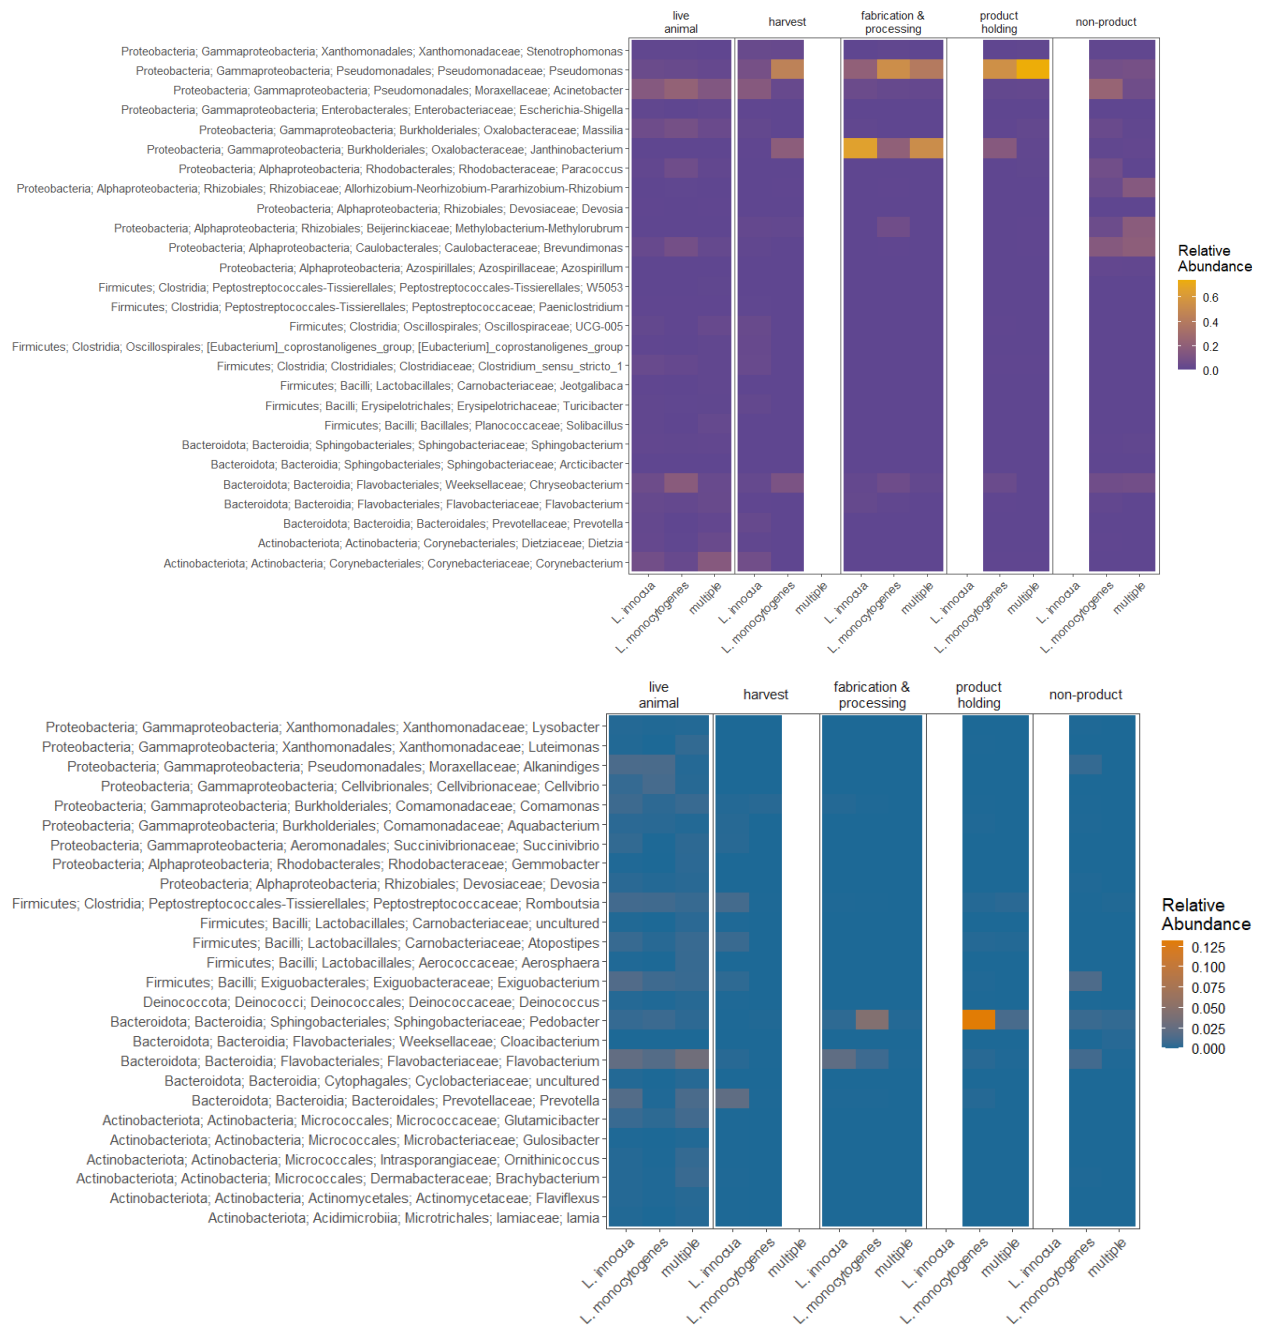 live
animal
harvest
fabrication &
processing
product
holding
non-product
Proteobacteria; Gammaproteobacteria; Xanthomonadales; Xanthomonadaceae; Stenotrophomonas
Proteobacteria; Gammaproteobacteria; Pseudomonadales; Pseudomonadaceae; Pseudomonas
Proteobacteria; Gammaproteobacteria; Pseudomonadales; Moraxellaceae; Acinetobacter
Proteobacteria; Gammaproteobacteria; Enterobacterales; Enterobacteriaceae; Escherichia-Shigella
Proteobacteria; Gammaproteobacteria; Burkholderiales; Oxalobacteraceae; Massilia
Proteobacteria; Gammaproteobacteria; Burkholderiales; Oxalobacteraceae; Janthinobacterium
Proteobacteria; Alphaproteobacteria; Rhodobacterales; Rhodobacteraceae; Paracoccus
Proteobacteria; Alphaproteobacteria; Rhizobiales; Rhizobiaceae; Allorhizobium-Neorhizobium-Pararhizobium-Rhizobium
Proteobacteria; Alphaproteobacteria; Rhizobiales; Devosiaceae; Devosia
Proteobacteria; Alphaproteobacteria; Rhizobiales; Beijerinckiaceae; Methylobacterium-Methylorubrum
Proteobacteria; Alphaproteobacteria; Caulobacterales; Caulobacteraceae; Brevundimonas
Proteobacteria; Alphaproteobacteria; Azospirillales; Azospirillaceae; Azospirillum
Firmicutes; Clostridia; Peptostreptococcales-Tissierellales; Peptostreptococcales-Tissierellales; W5053
Firmicutes; Clostridia; Peptostreptococcales-Tissierellales; Peptostreptococcaceae; Paeniclostridium
Firmicutes; Clostridia; Oscillospirales; Oscillospiraceae; UCG-005
Firmicutes; Clostridia; Oscillospirales; [Eubacterium]_coprostanoligenes_group; [Eubacterium]_coprostanoligenes_group
Firmicutes; Clostridia; Clostridiales; Clostridiaceae; Clostridium_sensu_stricto_1
Firmicutes; Bacilli; Lactobacillales; Carnobacteriaceae; Jeotgalibaca
Firmicutes; Bacilli; Erysipelotrichales; Erysipelotrichaceae; Turicibacter
Firmicutes; Bacilli; Bacillales; Planococcaceae; Solibacillus
Bacteroidota; Bacteroidia; Sphingobacteriales; Sphingobacteriaceae; Sphingobacterium
Bacteroidota; Bacteroidia; Sphingobacteriales; Sphingobacteriaceae; Arcticibacter
Bacteroidota; Bacteroidia; Flavobacteriales; Weeksellaceae; Chryseobacterium
Bacteroidota; Bacteroidia; Flavobacteriales; Flavobacteriaceae; Flavobacterium
Bacteroidota; Bacteroidia; Bacteroidales; Prevotellaceae; Prevotella
Actinobacteriota; Actinobacteria; Corynebacteriales; Dietziaceae; Dietzia
Actinobacteriota; Actinobacteria; Corynebacteriales; Corynebacteriaceae; Corynebacterium
L. innocua
L. monocytogenes
multiple
L. innocua
L. monocytogenes
multiple
L. innocua
L. monocytogenes
multiple
L. innocua
L. monocytogenes
multiple
L. innocua
L. monocytogenes
multiple
Relative
Abundance
0.6
0.4
0.2
0.0
live
animal
harvest
fabrication &
processing
product
holding
non-product
Proteobacteria; Gammaproteobacteria; Xanthomonadales; Xanthomonadaceae; Lysobacter
Proteobacteria; Gammaproteobacteria; Xanthomonadales; Xanthomonadaceae; Luteimonas
Proteobacteria; Gammaproteobacteria; Pseudomonadales; Moraxellaceae; Alkanindiges
Proteobacteria; Gammaproteobacteria; Cellvibrionales; Cellvibrionaceae; Cellvibrio
Proteobacteria; Gammaproteobacteria; Burkholderiales; Comamonadaceae; Comamonas
Proteobacteria; Gammaproteobacteria; Burkholderiales; Comamonadaceae; Aquabacterium
Proteobacteria; Gammaproteobacteria; Aeromonadales; Succinivibrionaceae; Succinivibrio
Proteobacteria; Alphaproteobacteria; Rhodobacterales; Rhodobacteraceae; Gemmobacter
Proteobacteria; Alphaproteobacteria; Rhizobiales; Devosiaceae; Devosia
Firmicutes; Clostridia; Peptostreptococcales-Tissierellales; Peptostreptococcaceae; Romboutsia
Firmicutes; Bacilli; Lactobacillales; Carnobacteriaceae; uncultured
Firmicutes; Bacilli; Lactobacillales; Carnobacteriaceae; Atopostipes
Firmicutes; Bacilli; Lactobacillales; Aerococcaceae; Aerosphaera
Firmicutes; Bacilli; Exiguobacterales; Exiguobacteraceae; Exiguobacterium
Deinococcota; Deinococci; Deinococcales; Deinococcaceae; Deinococcus
Bacteroidota; Bacteroidia; Sphingobacteriales; Sphingobacteriaceae; Pedobacter
Bacteroidota; Bacteroidia; Flavobacteriales; Weeksellaceae; Cloacibacterium
Bacteroidota; Bacteroidia; Flavobacteriales; Flavobacteriaceae; Flavobacterium
Bacteroidota; Bacteroidia; Cytophagales; Cyclobacteriaceae; uncultured
Bacteroidota; Bacteroidia; Bacteroidales; Prevotellaceae; Prevotella
Actinobacteriota; Actinobacteria; Micrococcales; Micrococcaceae; Glutamicibacter
Actinobacteriota; Actinobacteria; Micrococcales; Microbacteriaceae; Gulosibacter
Actinobacteriota; Actinobacteria; Micrococcales; Intrasporangiaceae; Ornithinicoccus
Actinobacteriota; Actinobacteria; Micrococcales; Dermabacteraceae; Brachybacterium
Actinobacteriota; Actinobacteria; Actinomycetales; Actinomycetaceae; Flaviflexus
Actinobacteriota; Acidimicrobiia; Microtrichales; Iamiaceae; Iamia
L. innocua
L. monocytogenes
multiple
L. innocua
L. monocytogenes
multiple
L. innocua
L. monocytogenes
multiple
L. innocua
L. monocytogenes
multiple
L. innocua
L. monocytogenes
multiple
Relative
Abundance
0.125
0.100
0.075
0.050
0.025
0.000